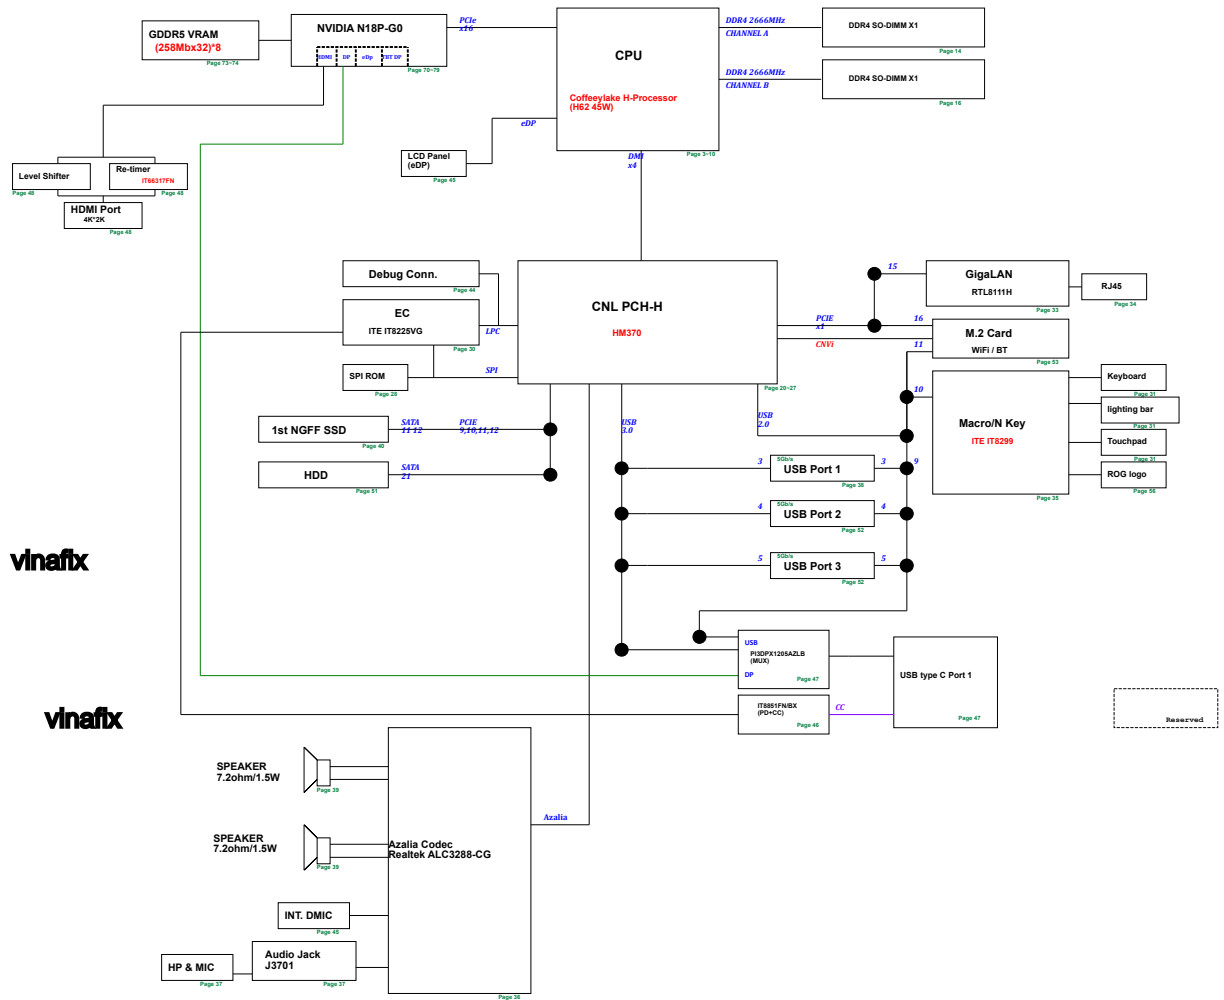 GDDR5 VRAM
(258Mbx32)*8
Page 73~74
NVIDIA N18P-G0
HDMI
DP
eDp
TBT DP
Page 70~79
PCIe
x16
CPU
Coffeeylake H-Processor
(H62 45W)
Page 3~10
DDR4 2666MHz
CHANNEL A
DDR4 SO-DIMM X1
Page 14
DDR4 2666MHz
CHANNEL B
DDR4 SO-DIMM X1
Page 16
eDP
LCD Panel
(eDP)
Page 45
DMI
x4
Level Shifter
Page 48
Re-timer
IT66317FN
Page 48
HDMI Port
4K*2K
Page 48
Debug Conn.
Page 44
EC
ITE IT8225VG
Page 30
LPC
SPI ROM
Page 28
SPI
CNL PCH-H
HM370
Page 20~27
15
GigaLAN
RTL8111H
Page 33
RJ45
Page 34
PCIE
x1
CNVi
16
11
M.2 Card
WiFi / BT
Page 53
1st NGFF SSD
Page 40
SATA
11 12
PCIE
9,10,11,12
HDD
Page 51
SATA
21
USB
3.0
USB
2.0
10
9
Macro/N Key
ITE IT8299
Page 35
Keyboard
Page 31
lighting bar
Page 31
Touchpad
Page 31
ROG logo
Page 56
3
5Gb/s
USB Port 1
3
Page 38
4
5Gb/s
USB Port 2
4
Page 52
5
5Gb/s
USB Port 3
5
Page 52
vinafix
USB
PI3DPX1205AZLB
(MUX)
DP
Page 47
USB type C Port 1
Page 47
IT8851FN/BX
(PD+CC)
Page 46
CC
Reserved
vinafix
SPEAKER
7.2ohm/1.5W
Page 39
SPEAKER
7.2ohm/1.5W
Page 39
Azalia
Azalia Codec
Realtek ALC3288-CG
Page 36
INT. DMIC
Page 45
HP & MIC
Page 37
Audio Jack
J3701
Page 37